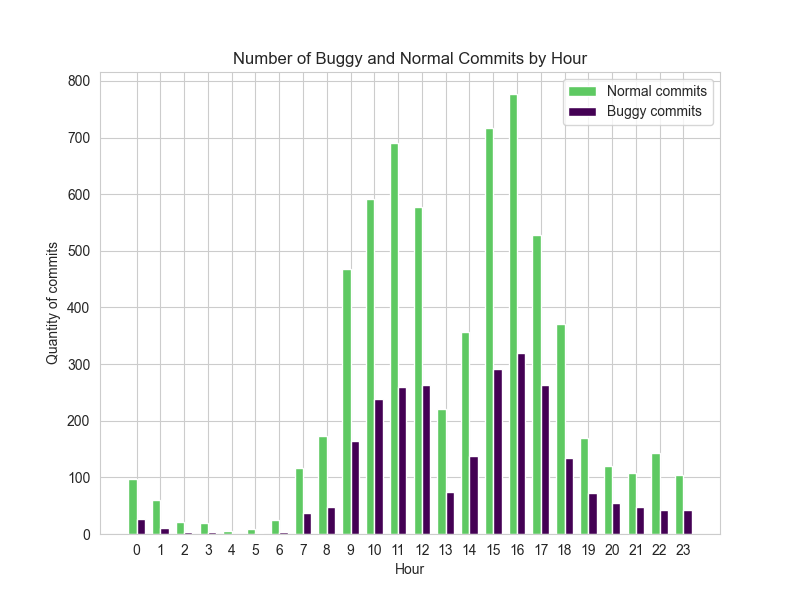 Number of Buggy and Normal Commits by Hour
800
700
600
500
400
300
200
100
0
Quantity of commits
Normal commits
Buggy commits
0 1 2 3 4 5 6 7 8 9 10 11 12 13 14 15 16 17 18 19 20 21 22 23
Hour